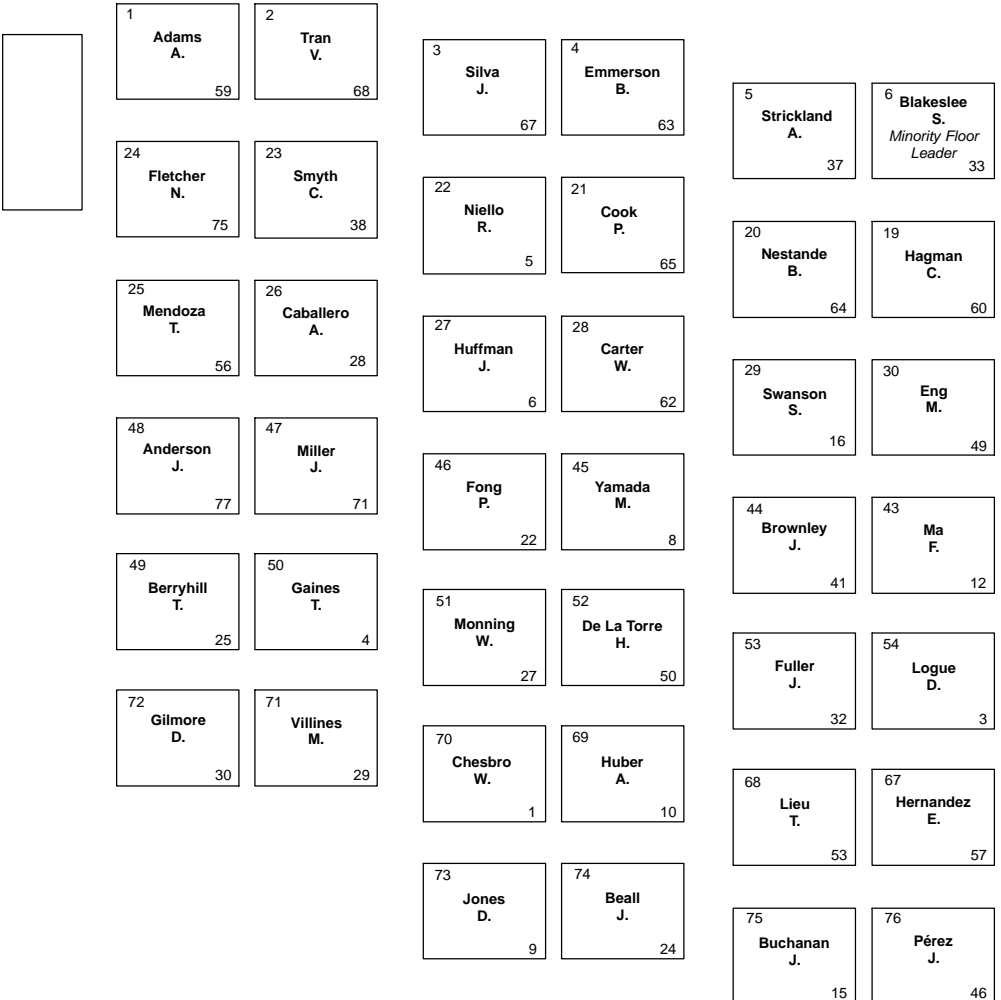 1
Adams
A.
59
2
Tran
V.
68
3
Silva
J.
67
4
Emmerson
B.
63
5
Strickland
A.
37
6
Blakeslee
S.
Minority Floor
Leader
33
24
Fletcher
N.
75
23
Smyth
C.
38
22
Niello
R.
5
21
Cook
P.
65
20
Nestande
B.
64
19
Hagman
C.
60
25
Mendoza
T.
56
26
Caballero
A.
28
27
Huffman
J.
6
28
Carter
W.
62
29
Swanson
S.
16
30
Eng
M.
49
48
Anderson
J.
77
47
Miller
J.
71
46
Fong
P.
22
45
Yamada
M.
8
44
Brownley
J.
41
43
Ma
F.
12
49
Berryhill
T.
25
50
Gaines
T.
4
51
Monning
W.
27
52
De La Torre
H.
50
53
Fuller
J.
32
54
Logue
D.
3
72
Gilmore
D.
30
71
Villines
M.
29
70
Chesbro
W.
1
69
Huber
A.
10
68
Lieu
T.
53
67
Hernandez
E.
57
73
Jones
D.
9
74
Beall
J.
24
75
Buchanan
J.
15
76
Pérez
J.
46